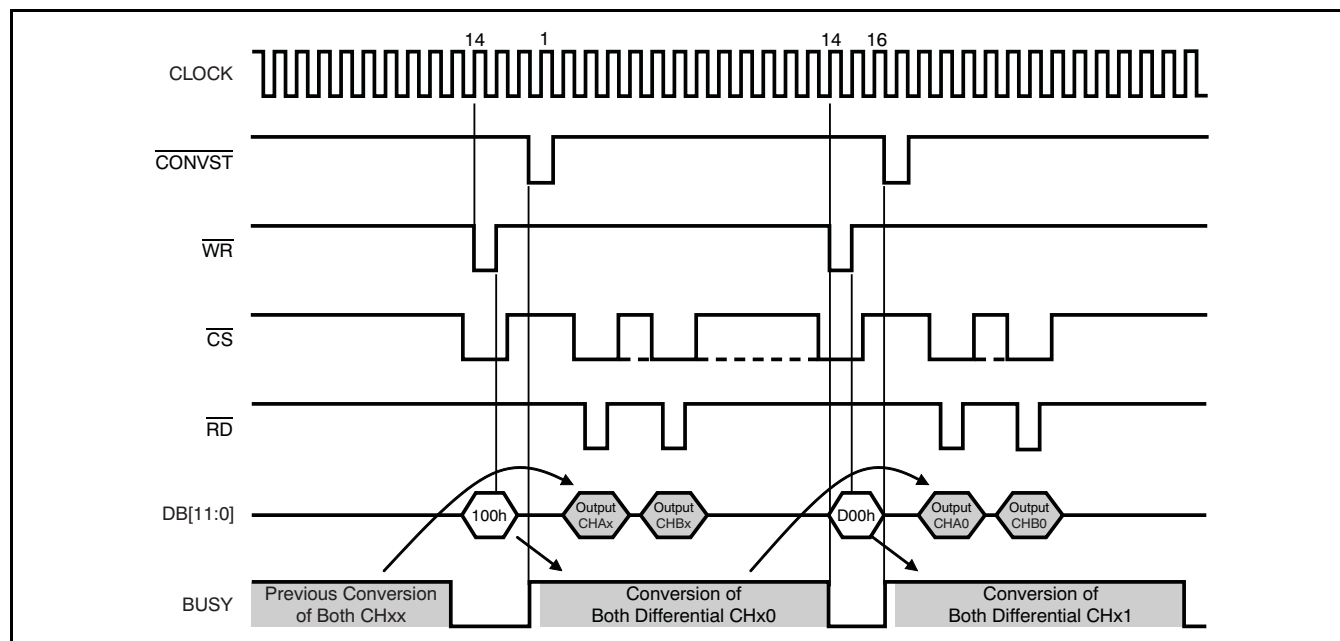 14 1 14 16
CLOCK
CONVST
WR
CS
RD
DB[11:0]
100h
Output
CHAx
Output
CHBx
D00h
Output
CHA0
Output
CHB0
BUSY
Previous Conversion
of Both CHxx
Conversion of
Both Differential CHx0
Conversion of
Both Differential CHx1